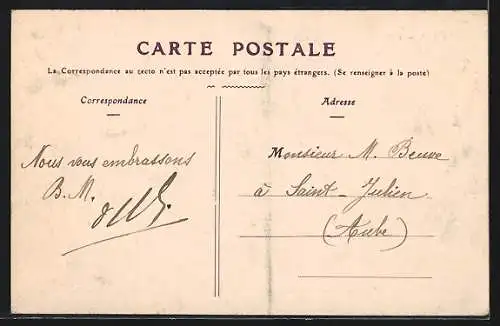 CARTE POSTALE
La Correspondance au recto n'est pas acceptée par tous les pays étrangers. (Se renseigner à la poste)
Correspondance
Nous vous embrassons
B. M.
Adresse
Monsieur M. Beuve
à Saint-Julien
(Aube)